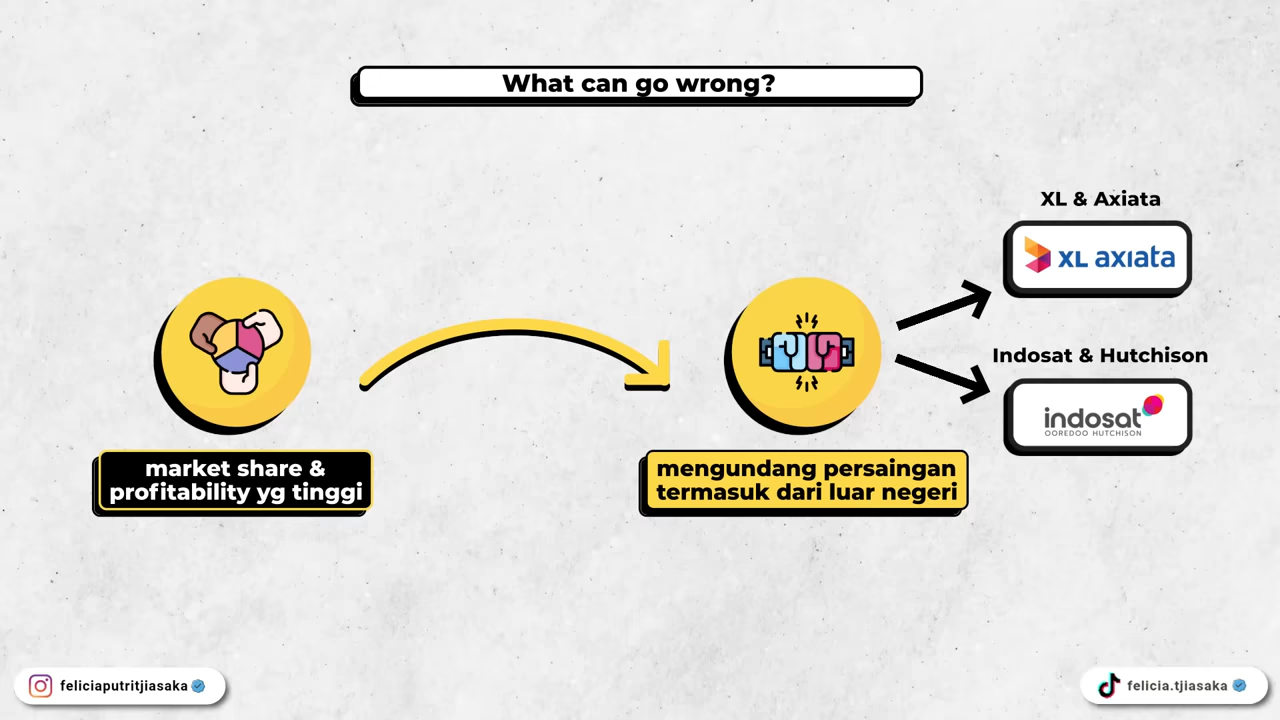 What can go wrong?
XL & Axiata
XL axiata
Indosat & Hutchison
indosat
OOREDOO HUTCHISON
market share &
profitability yg tinggi
mengundang persaingan
termasuk dari luar negeri
feliciaputritjiasaka
felicia.tjiasaka